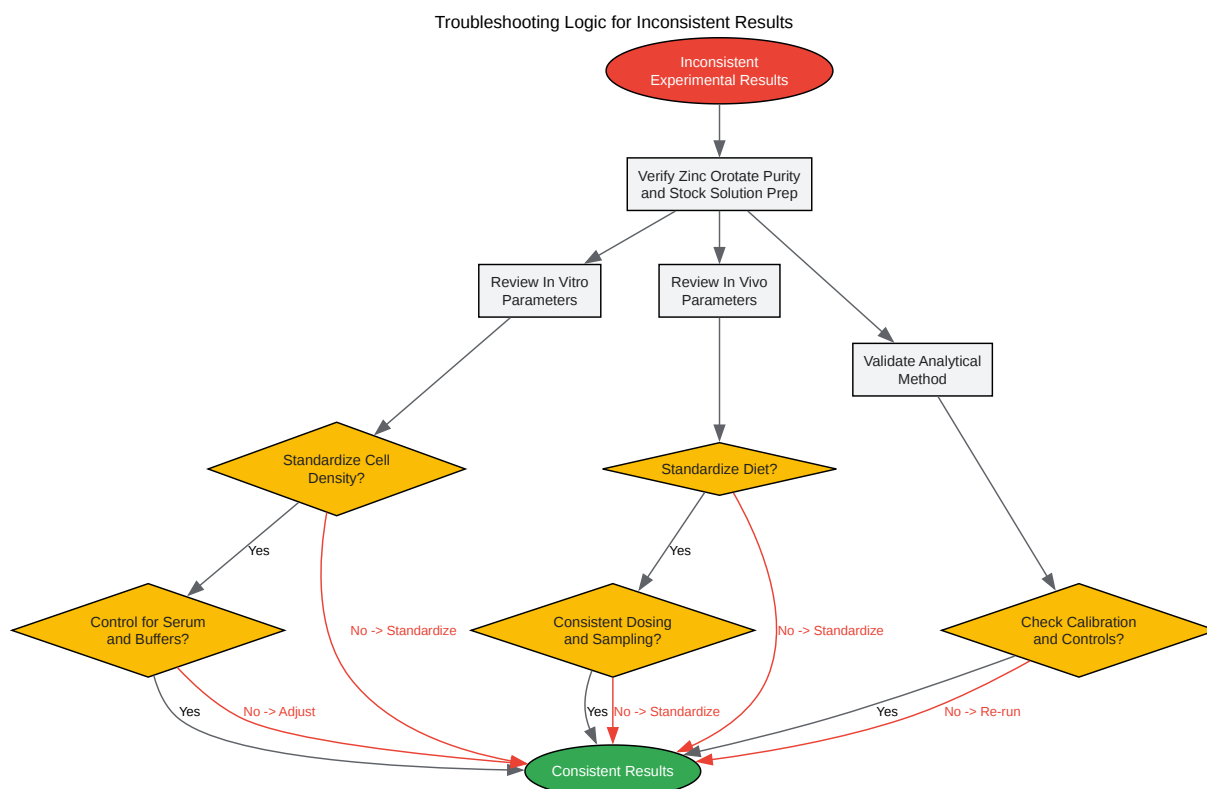 Troubleshooting Logic for Inconsistent Results
Inconsistent
Experimental Results
Verify Zinc Orotate Purity
and Stock Solution Prep
Review In Vitro
Parameters
Review In Vivo
Parameters
Validate Analytical
Method
Standardize Cell
Density?
Standardize Diet?
Yes
Yes
Control for Serum
and Buffers?
No -> Standardize
Consistent Dosing
and Sampling?
No -> Standardize
Check Calibration
and Controls?
Yes
No -> Adjust
Yes
No -> Standardize
Yes
No -> Re-run
Consistent Results